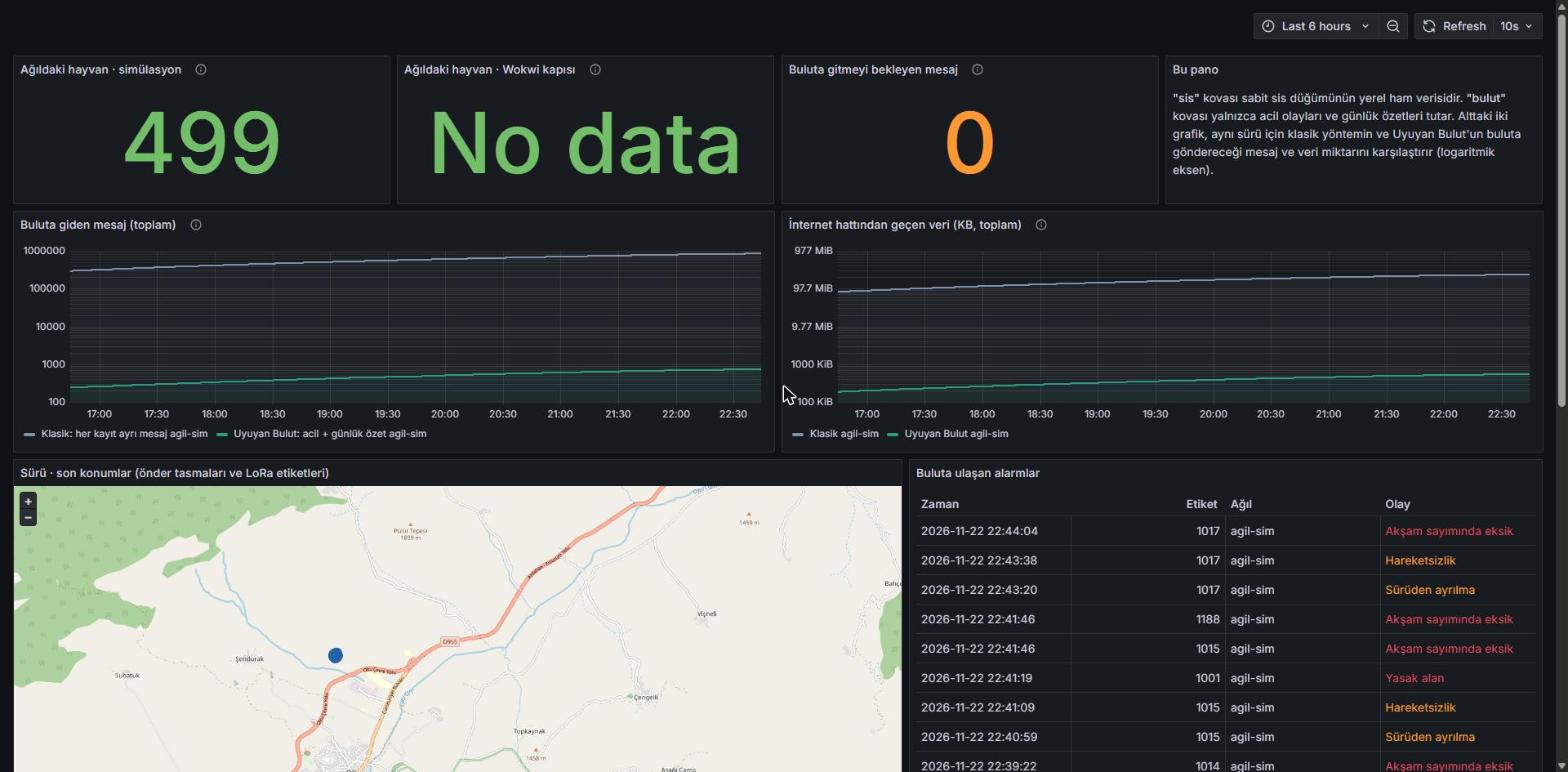 Last 6 hours
Refresh
10s
Ağıldaki hayvan · simülasyon
499
Ağıldaki hayvan · Wokwi kapısı
No data
Buluta gitmeyi bekleyen mesaj
0
Bu pano
"sis" kovası sabit sis düğümünün yerel ham verisidir. "bulut"
kovası yalnızca acil olayları ve günlük özetleri tutar. Alttaki iki
grafik, aynı sürü için klasik yöntemin ve Uyuyan Bulut'un buluta
göndereceği mesaj ve veri miktarını karşılaştırır (logaritmik
eksen).
Buluta giden mesaj (toplam)
1000000
100000
10000
1000
100
17:00 17:30 18:00 18:30 19:00 19:30 20:00 20:30 21:00 21:30 22:00 22:30
Klasik: her kayıt ayrı mesaj agil-sim Uyuyan Bulut: acil + günlük özet agil-sim
İnternet hattından geçen veri (KB, toplam)
977 MiB
97.7 MiB
9.77 MiB
1000 KiB
100 KiB
17:00 17:30 18:00 18:30 19:00 19:30 20:00 20:30 21:00 21:30 22:00 22:30
Klasik agil-sim Uyuyan Bulut agil-sim
Sürü · son konumlar (önder tasmaları ve LoRa etiketleri)
+
−
1839 m
1459 m
Vişneli
D955
Şendurak
Subatuk
Çengelli
Topkaynak
1458 m
Buluta ulaşan alarmlar
Zaman Etiket Ağıl Olay
2026-11-22 22:44:04 1017 agil-sim Akşam sayımında eksik
2026-11-22 22:43:38 1017 agil-sim Hareketsizlik
2026-11-22 22:43:20 1017 agil-sim Sürüden ayrılma
2026-11-22 22:41:46 1188 agil-sim Akşam sayımında eksik
2026-11-22 22:41:46 1015 agil-sim Akşam sayımında eksik
2026-11-22 22:41:19 1001 agil-sim Yasak alan
2026-11-22 22:41:09 1015 agil-sim Hareketsizlik
2026-11-22 22:40:59 1015 agil-sim Sürüden ayrılma
2026-11-22 22:39:22 1014 agil-sim Akşam sayımında eksik